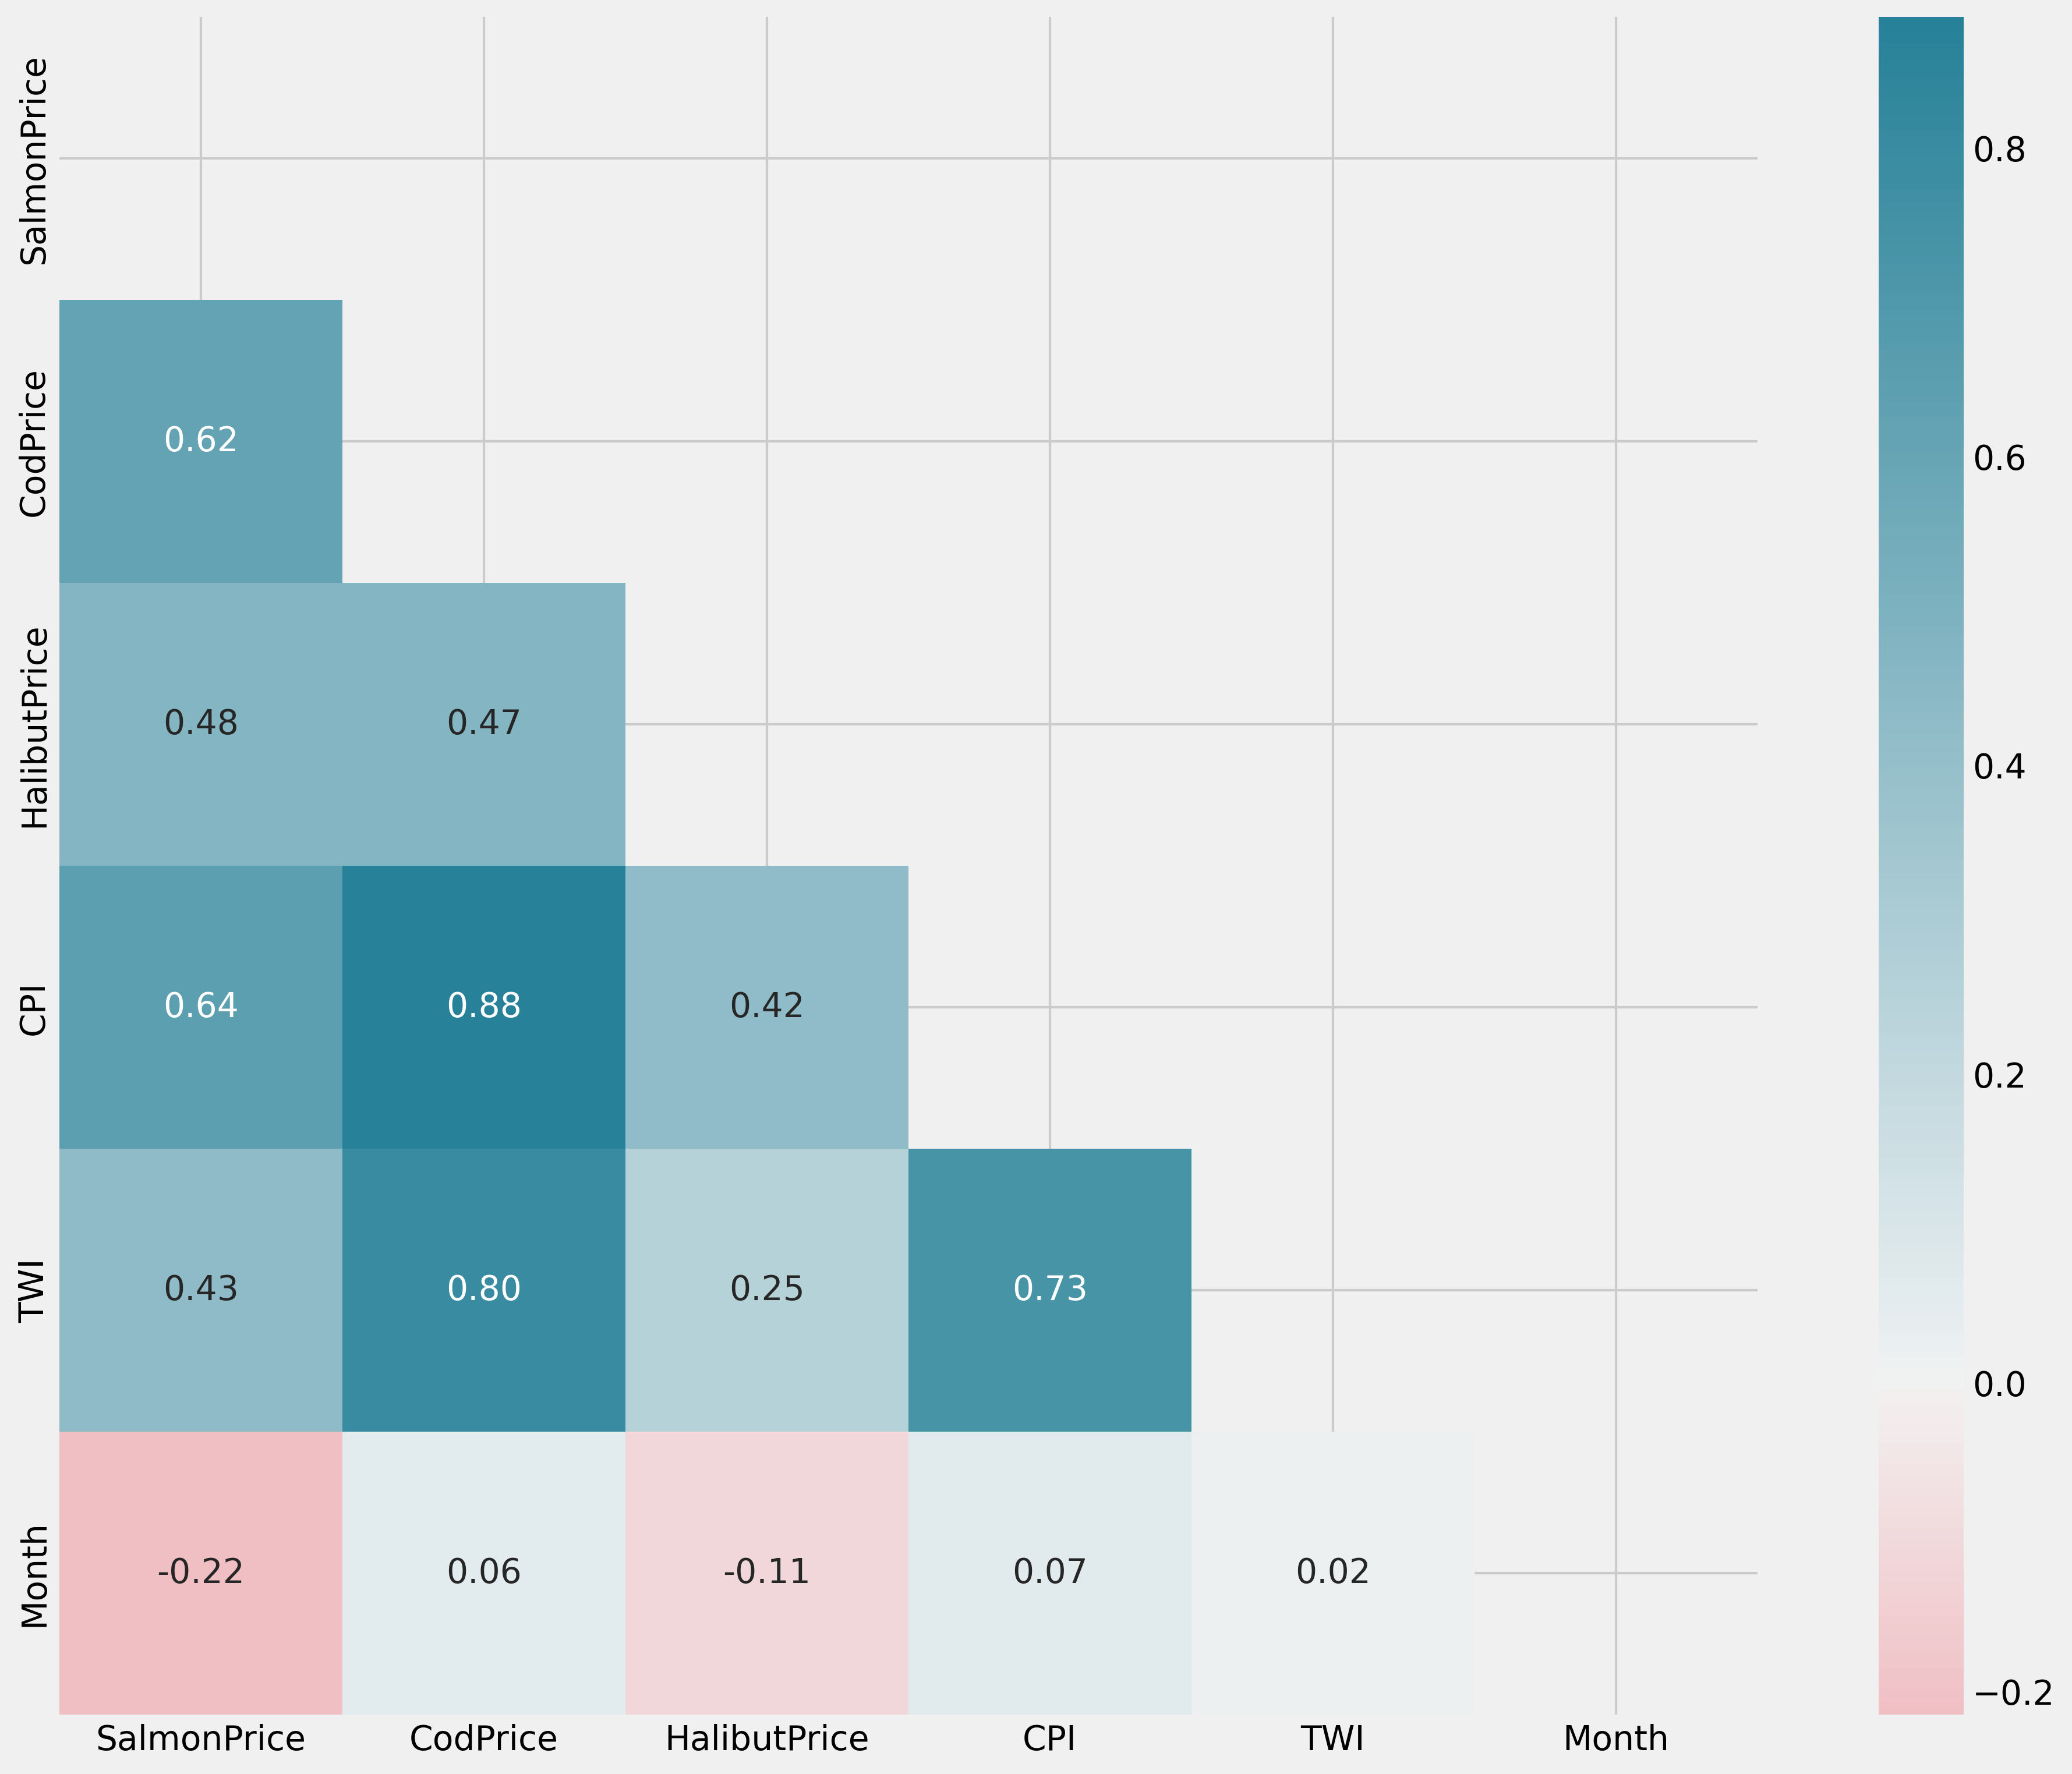 SalmonPrice
CodPrice
HalibutPrice
CPI
TWI
Month
0.62
0.48 0.47
0.64 0.88 0.42
0.43 0.80 0.25 0.73
-0.22 0.06 -0.11 0.07 0.02
SalmonPrice CodPrice HalibutPrice CPI TWI Month
0.8
0.6
0.4
0.2
0.0
−0.2